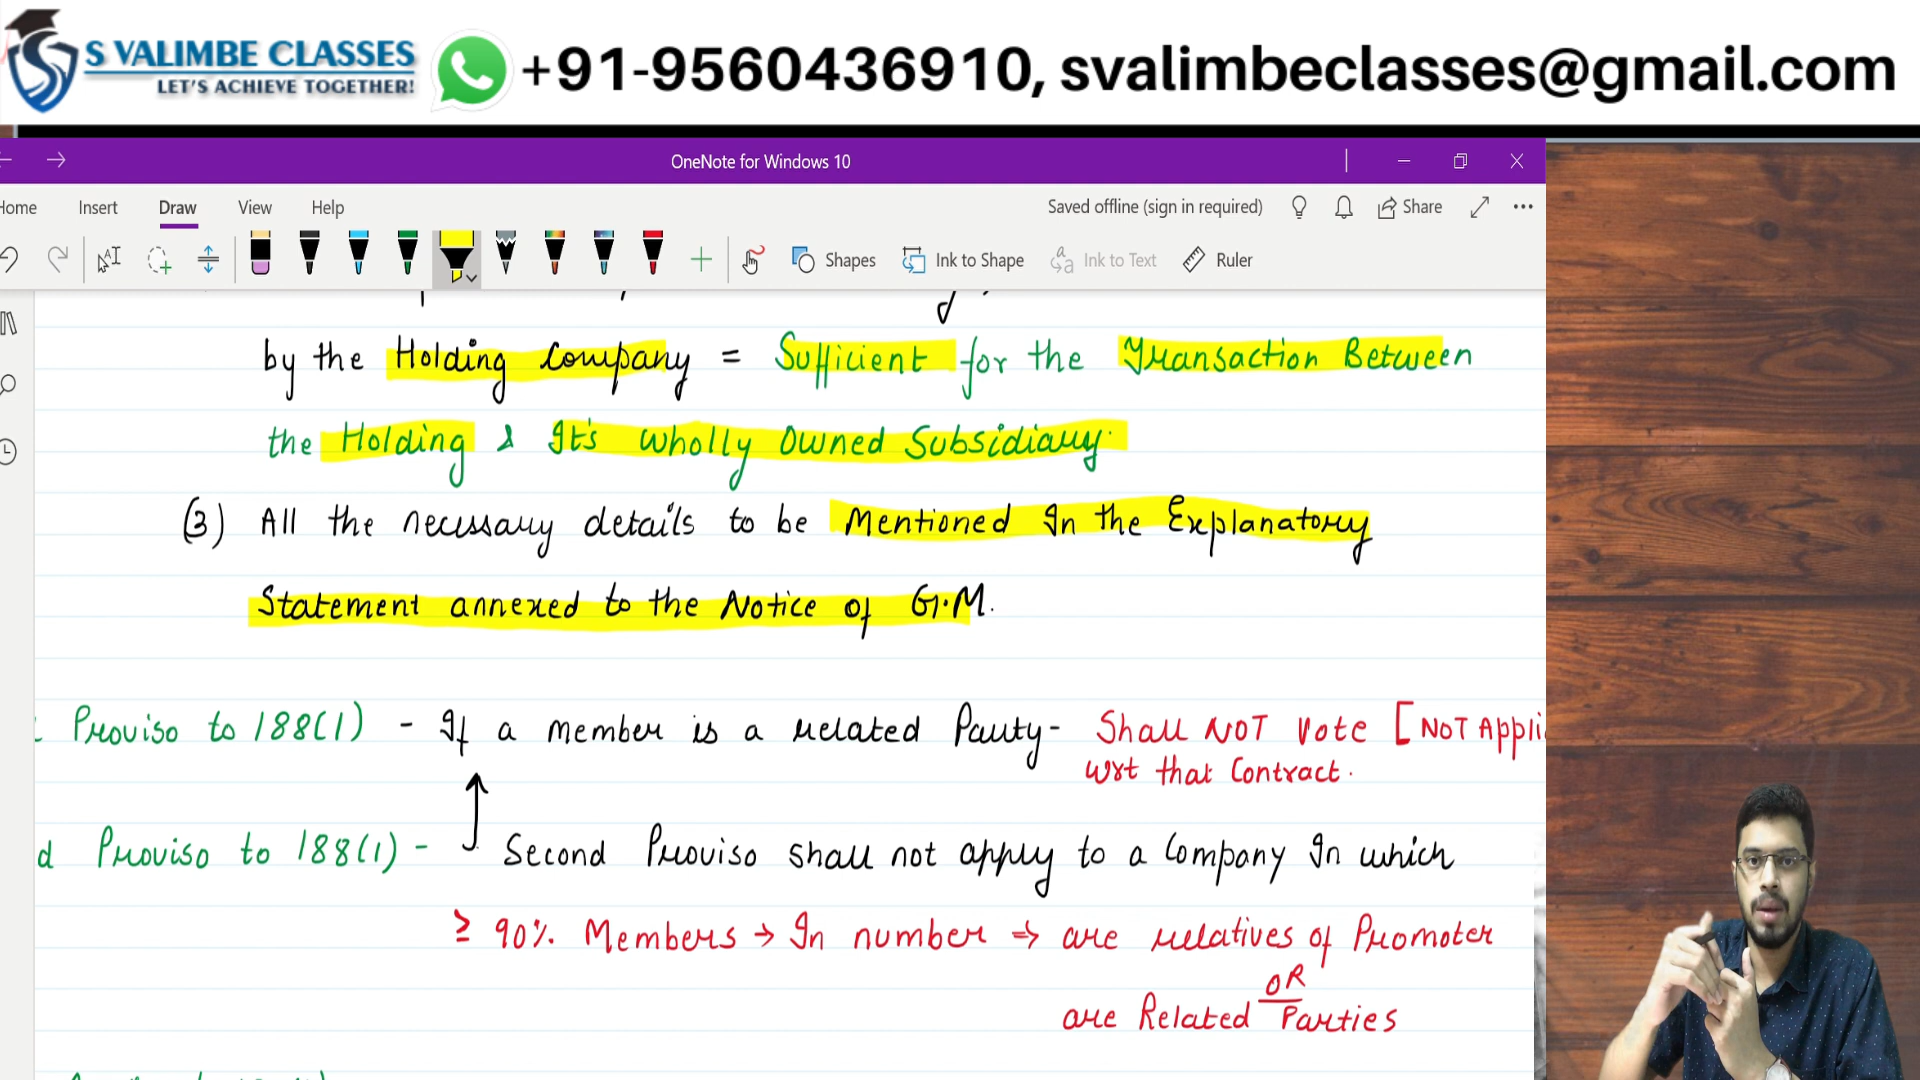 S VALIMBE CLASSES
LET'S ACHIEVE TOGETHER!
+91-9560436910, svalimbeclasses@gmail.com
OneNote for Windows 10
Home Insert Draw View Help
Saved offline (sign in required) Share
Shapes Ink to Shape Ink to Text Ruler
by the Holding Company = Sufficient for the Transaction Between
the Holding & It's Wholly Owned Subsidiary.
(3) All the necessary details to be Mentioned In the Explanatory
Statement annexed to the Notice of G.M.
Proviso to 188(1) - If a member is a related Party- Shall NOT Vote [NOT Appli
Wrt that Contract.
d Proviso to 188(1) - Second Proviso shall not apply to a Company In which
≥ 90% Members → In number ⇒ are relatives of Promoter
OR
are Related Parties